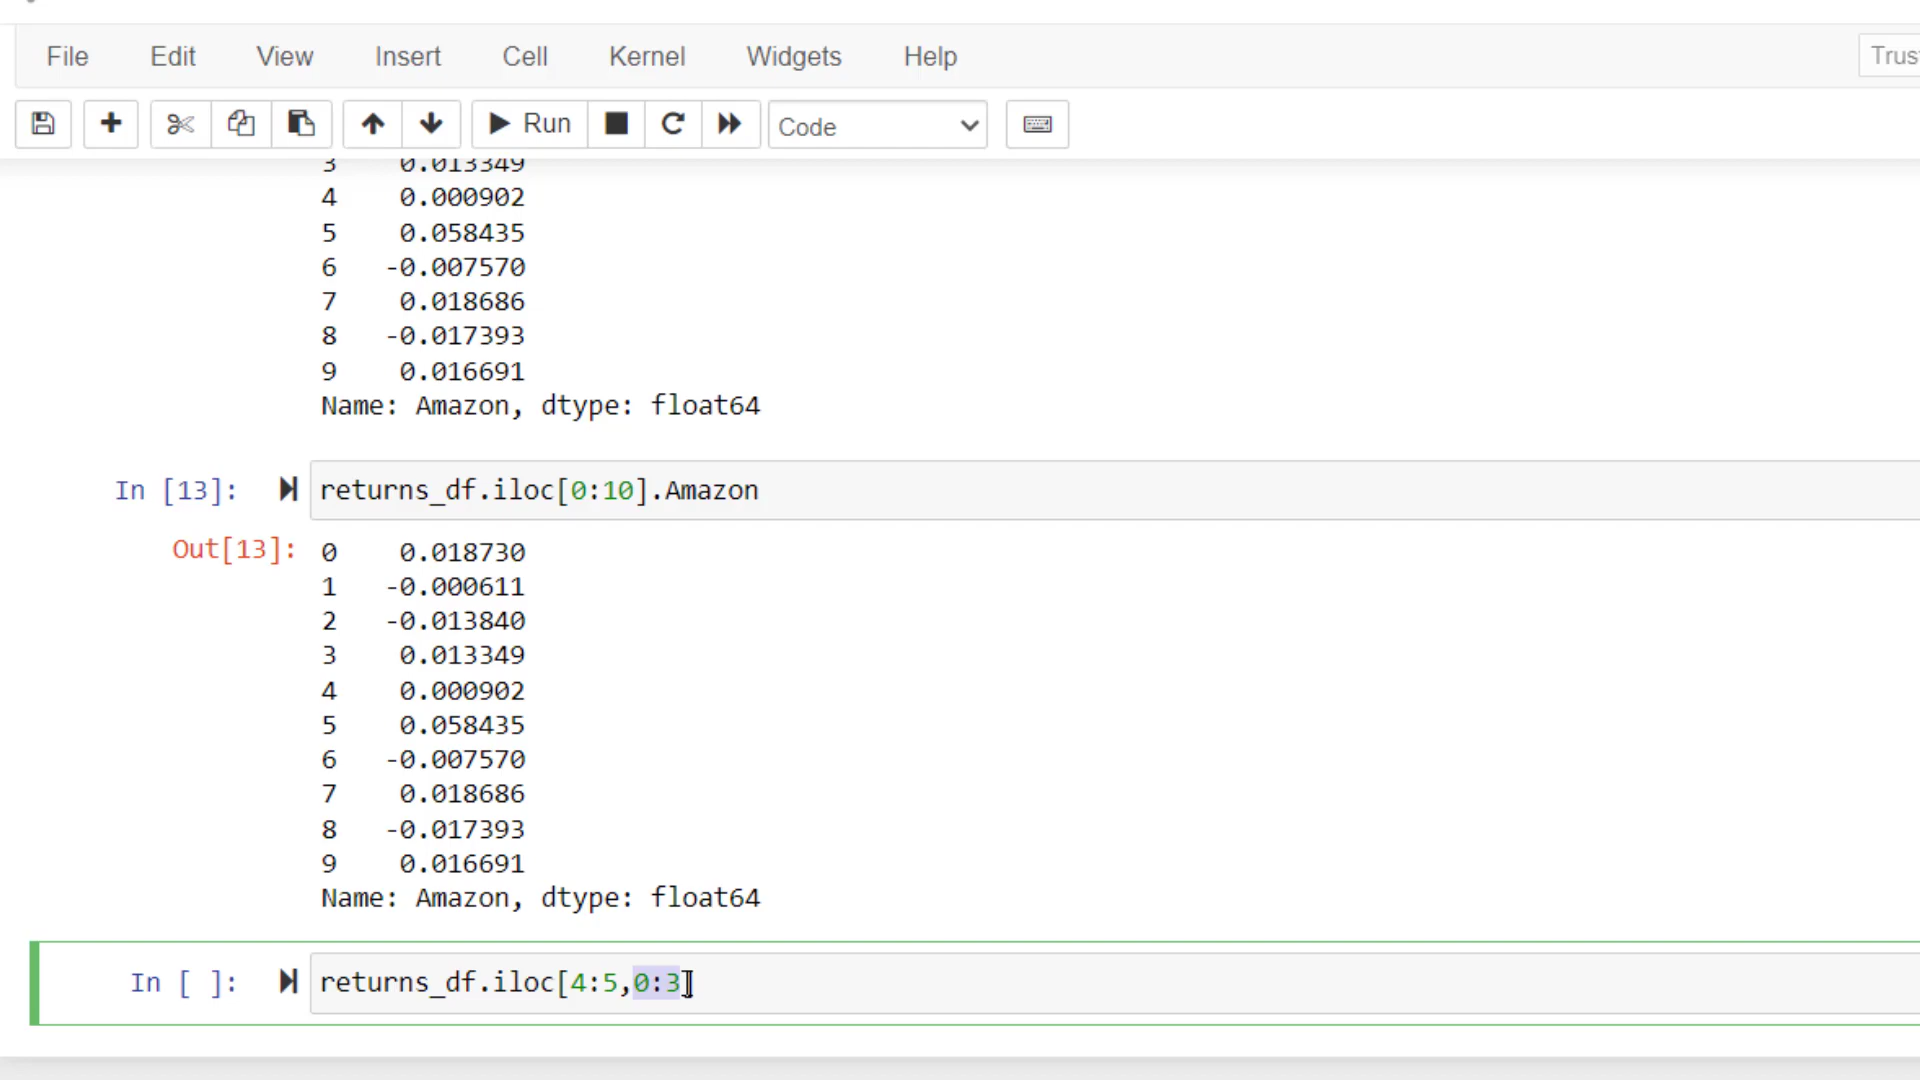 File Edit View Insert Cell Kernel Widgets Help Trus
Run Code
3 0.013349
4 0.000902
5 0.058435
6 -0.007570
7 0.018686
8 -0.017393
9 0.016691
Name: Amazon, dtype: float64
In [13]: returns_df.iloc[0:10].Amazon
Out[13]: 0 0.018730
1 -0.000611
2 -0.013840
3 0.013349
4 0.000902
5 0.058435
6 -0.007570
7 0.018686
8 -0.017393
9 0.016691
Name: Amazon, dtype: float64
In [ ]: returns_df.iloc[4:5,0:3]